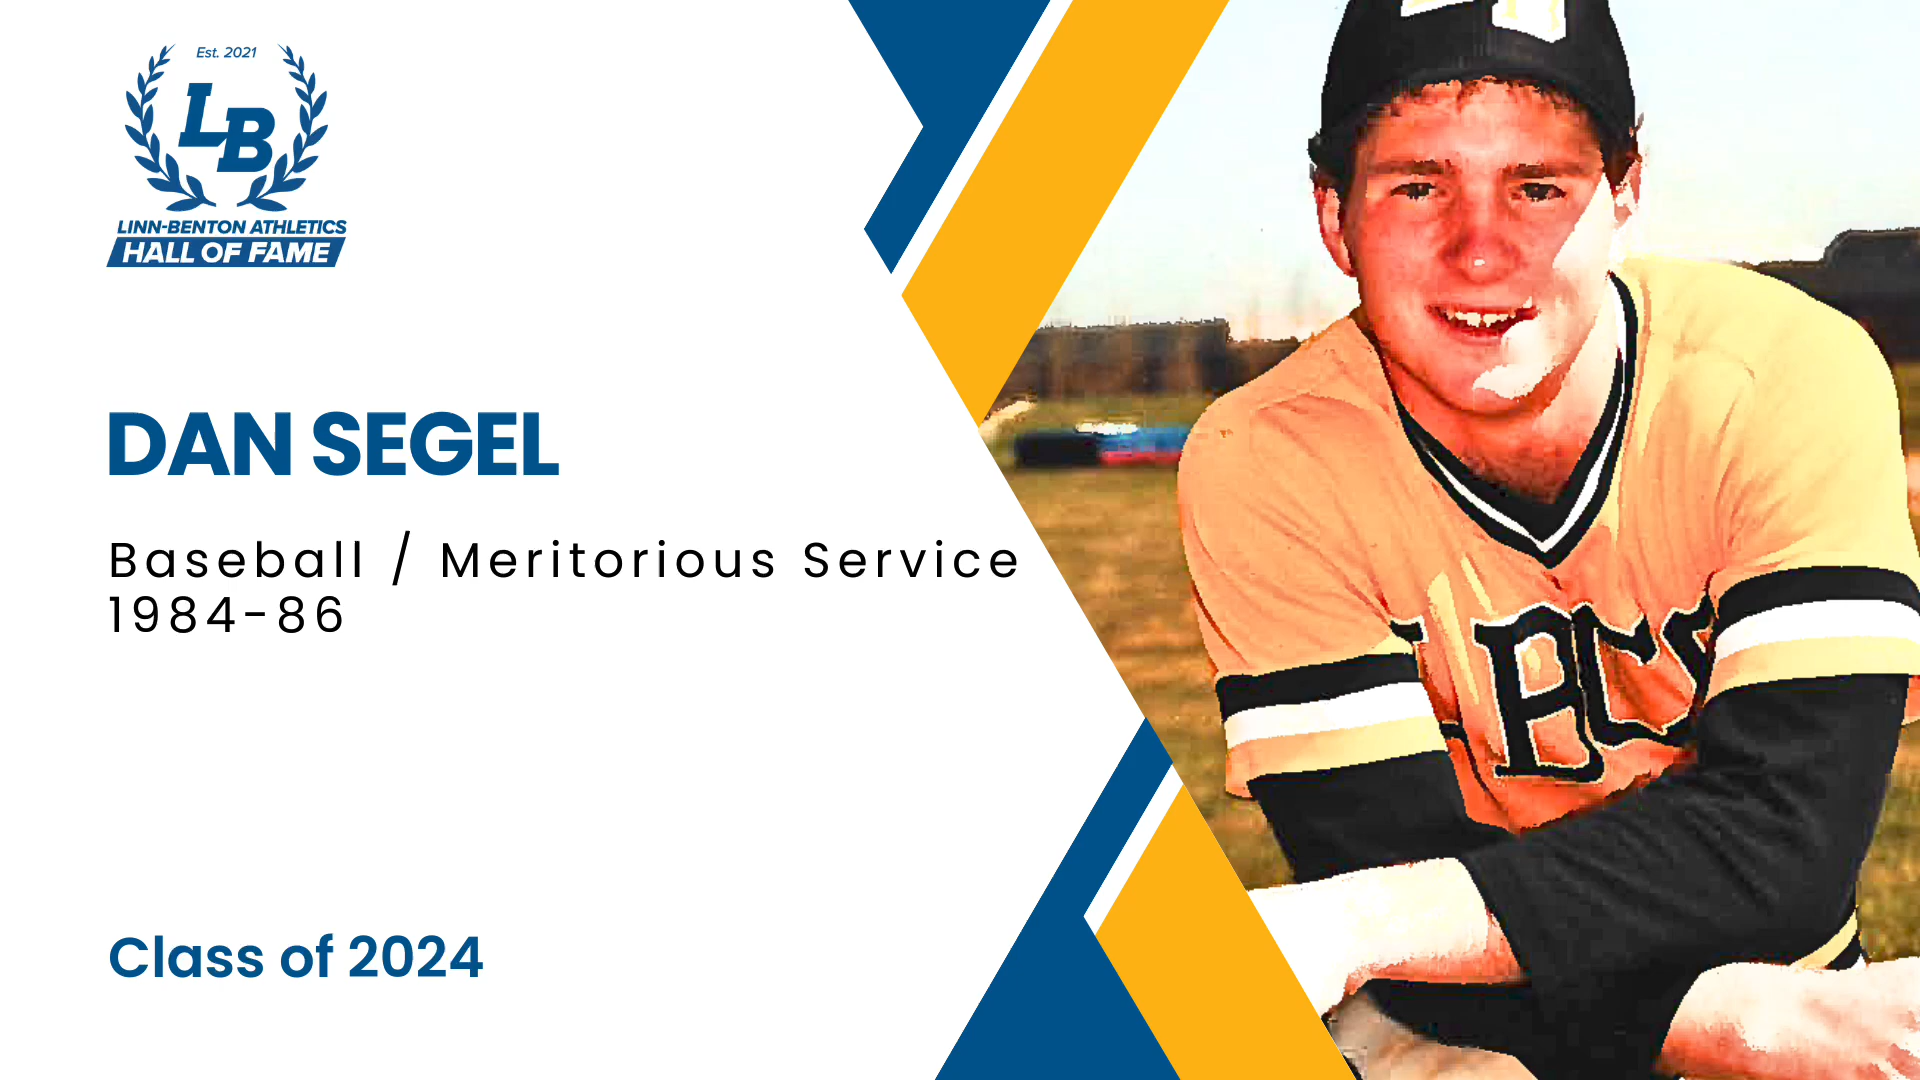 Est. 2021
LB
LINN-BENTON ATHLETICS
HALL OF FAME
DAN SEGEL
Baseball / Meritorious Service
1984-86
Class of 2024